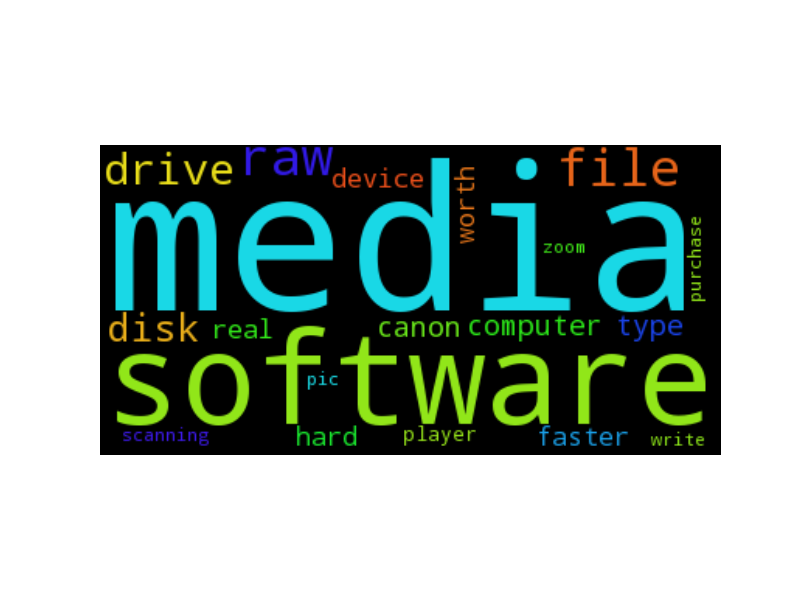 drive raw device worth file
media
zoom
purchase
disk real canon computer type
software
pic
scanning hard player faster write